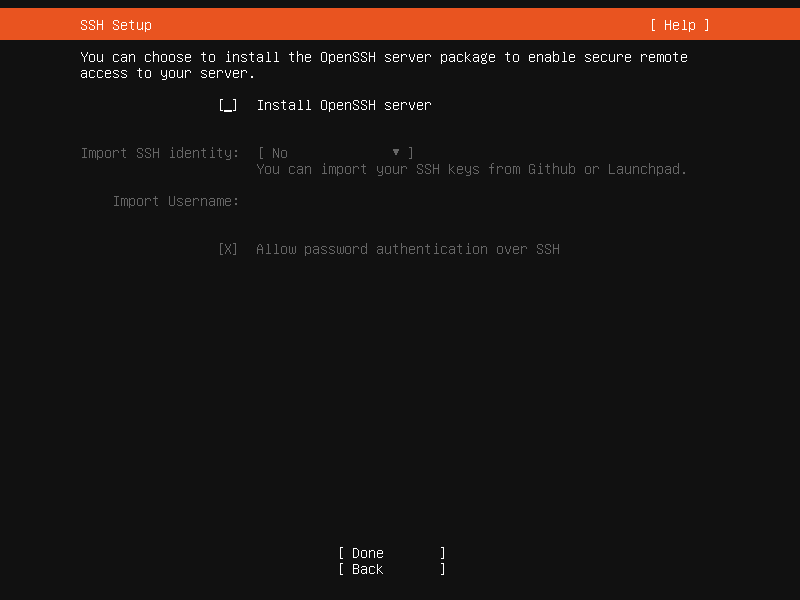 SSH Setup [ Help ]
You can choose to install the OpenSSH server package to enable secure remote
access to your server.
[_] Install OpenSSH server
Import SSH identity: [ No ▾ ]
You can import your SSH keys from Github or Launchpad.
Import Username:
[X] Allow password authentication over SSH
[ Done ]
[ Back ]